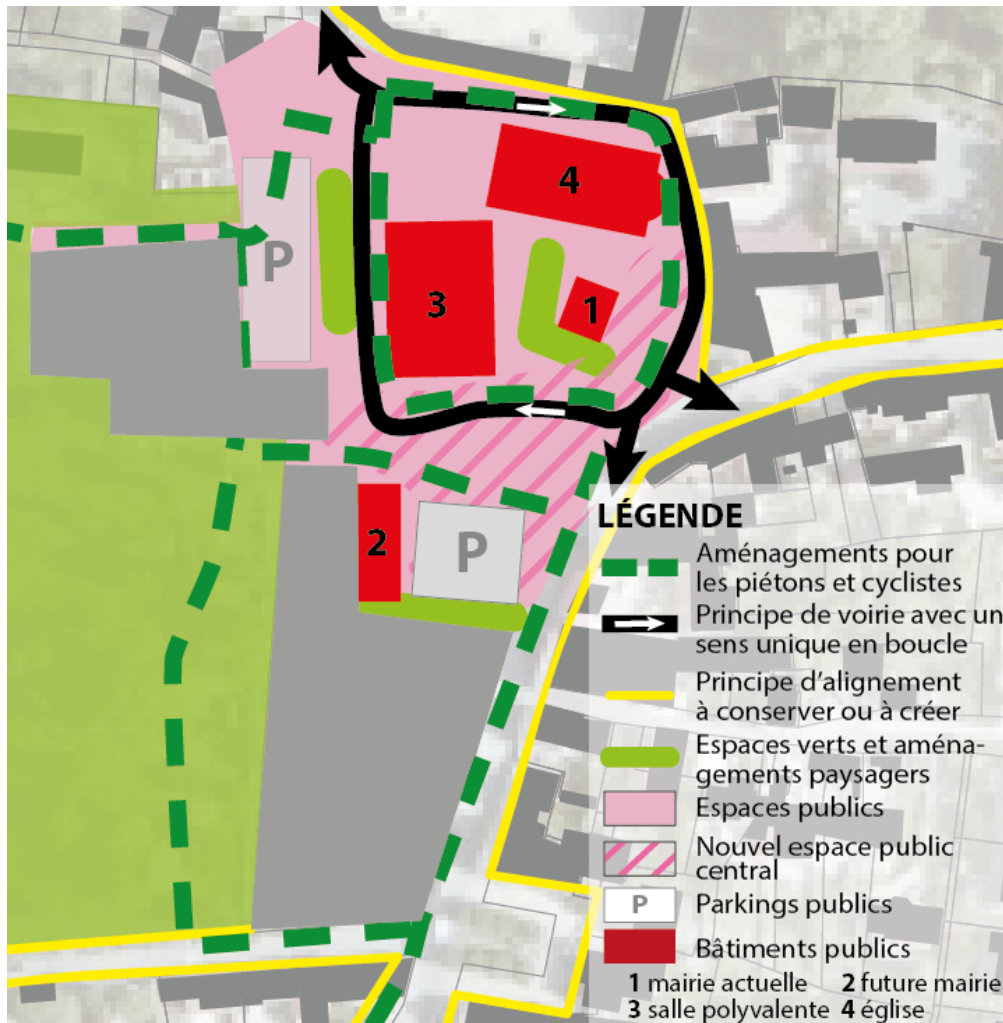 4
P
3
1
2
P
LÉGENDE
Aménagements pour
les piétons et cyclistes
Principe de voirie avec un
sens unique en boucle
Principe d'alignement
à conserver ou à créer
Espaces verts et aména-
gements paysagers
Espaces publics
Nouvel espace public
central
P Parkings publics
Bâtiments publics
1 mairie actuelle 2 future mairie
3 salle polyvalente 4 église